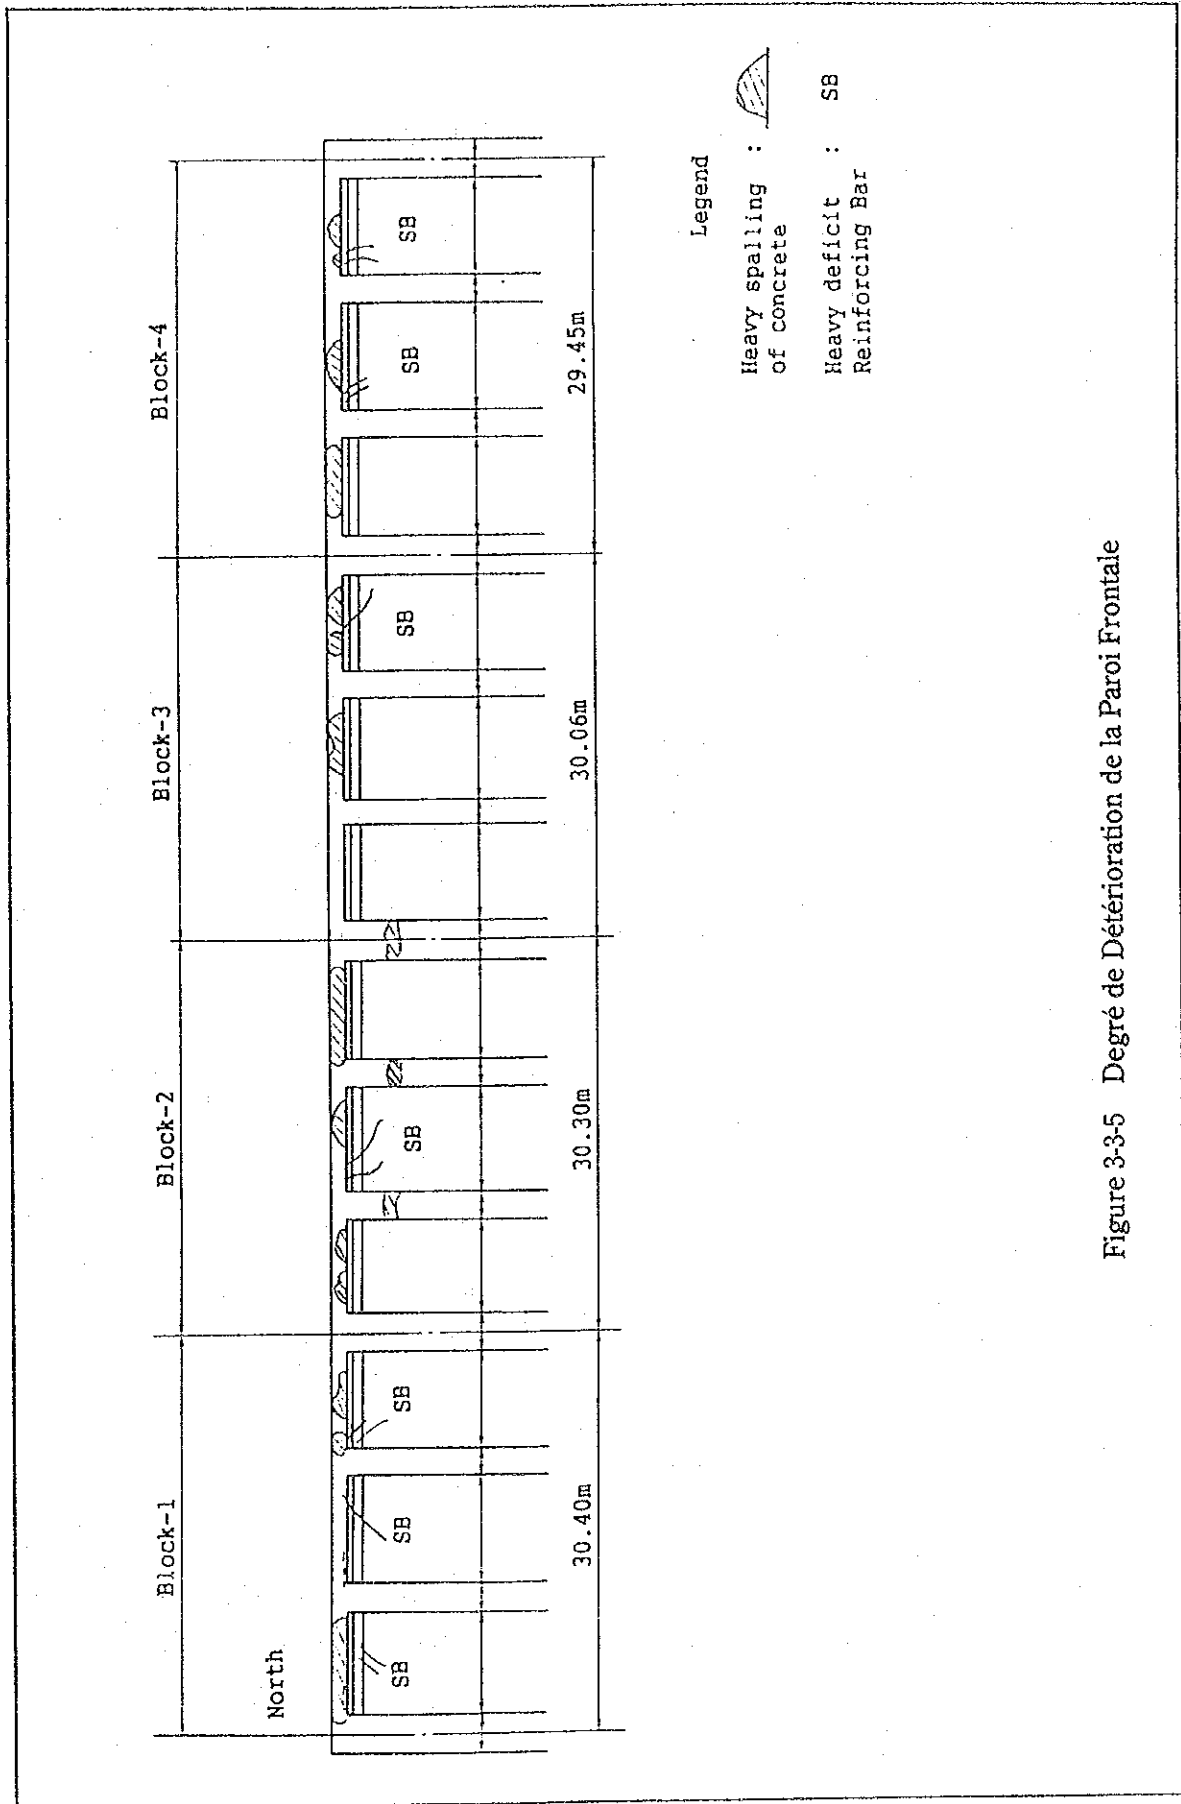 North
Block-1
Block-2
Block-3
Block-4
SB
SB
SB
SB
SB
SB
SB
30.40m
30.30m
30.06m
29.45m
Legend
Heavy spalling :
of concrete
Heavy deficit : SB
Reinforcing Bar
Figure 3-3-5 Degré de Détérioration de la Paroi Frontale